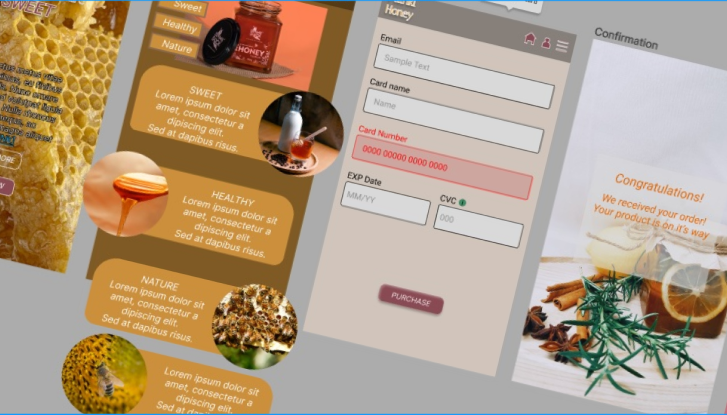 SWEET
Sweet
Healthy
Nature
HONEY
SWEET
Lorem ipsum dolor sit
amet, consectetur a
dipiscing elit.
Sed at dapibus risus.
HEALTHY
Lorem ipsum dolor sit
amet, consectetur a
dipiscing elit.
Sed at dapibus risus.
NATURE
Lorem ipsum dolor sit
amet, consectetur a
dipiscing elit.
Sed at dapibus risus.
Lorem ipsum dolor sit
amet, consectetur a
dipiscing elit.
Sed at dapibus
Honey
Email
Sample Text
Card name
Name
Card Number
0000 00000 0000 0000
EXP Date
MM/YY
CVC
000
PURCHASE
Confirmation
Congratulations!
We received your order!
Your product is on it's way